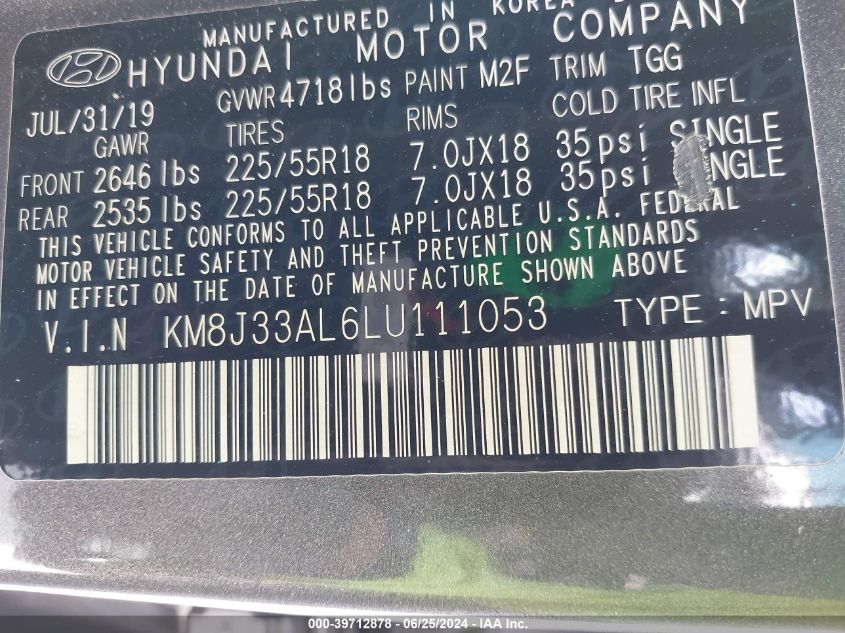 MANUFACTURED IN KOREA
HYUNDAI MOTOR COMPANY
JUL/31/19 GVWR 4718 lbs PAINT M2F TRIM TGG
GAWR TIRES RIMS COLD TIRE INFL
FRONT 2646 lbs 225/55R18 7.0JX18 35psi SINGLE
REAR 2535 lbs 225/55R18 7.0JX18 35psi
THIS VEHICLE CONFORMS TO ALL APPLICABLE U.S.A. FEDERAL
MOTOR VEHICLE SAFETY AND THEFT PREVENTION STANDARDS
IN EFFECT ON THE DATE OF MANUFACTURE SHOWN ABOVE
V.I.N KM8J33AL6LU111053 TYPE : MPV
000-39712878 - 06/25/2024 - IAA Inc.